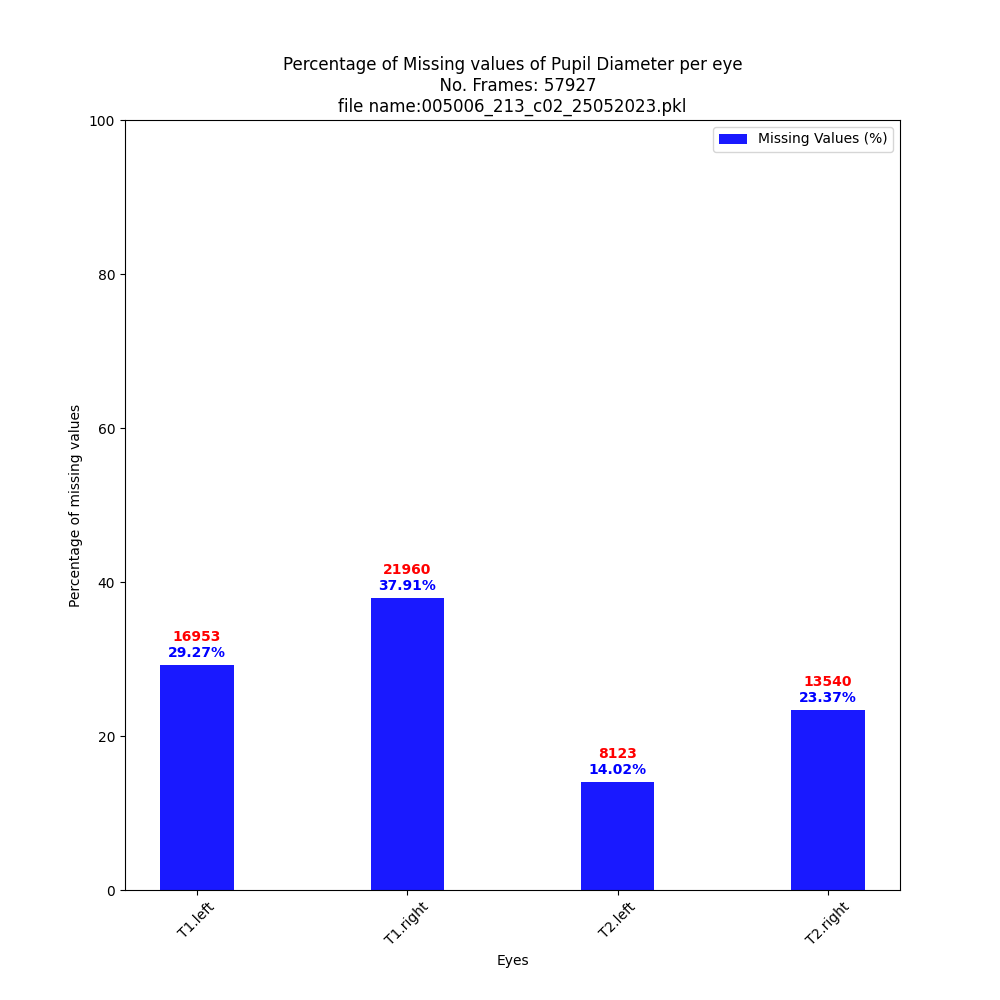 Percentage of Missing values of Pupil Diameter per eye
No. Frames: 57927
file name:005006_213_c02_25052023.pkl
Missing Values (%)
100
80
60
40
20
0
Percentage of missing values
16953
29.27%
21960
37.91%
8123
14.02%
13540
23.37%
T1.left
T1.right
T2.left
T2.right
Eyes